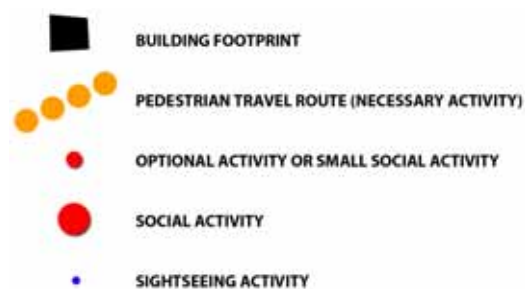 BUILDING FOOTPRINT
PEDESTRIAN TRAVEL ROUTE (NECESSARY ACTIVITY)
OPTIONAL ACTIVITY OR SMALL SOCIAL ACTIVITY
SOCIAL ACTIVITY
SIGHTSEEING ACTIVITY